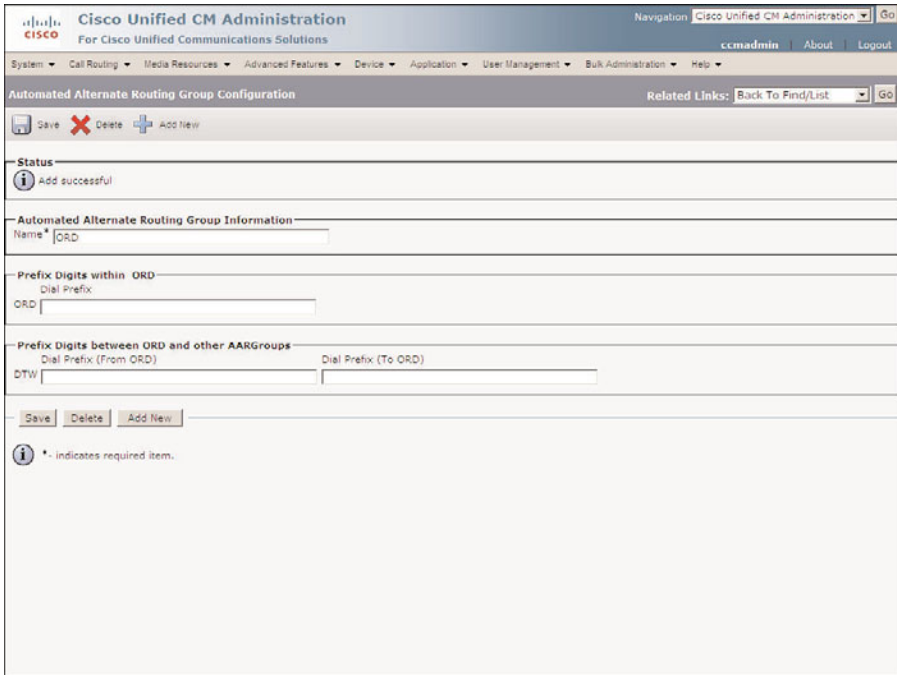 Cisco Unified CM Administration
For Cisco Unified Communications Solutions
Navigation Cisco Unified CM Administration Go
ccmadmin About Logout
CISCO
System Call Routing Media Resources Advanced Features Device Application User Management Bulk Administration Help
Automated Alternate Routing Group Configuration Related Links: Back To Find/List Go
Save Delete Add New
Status
Add successful
Automated Alternate Routing Group Information
Name* ORD
Prefix Digits within ORD
Dial Prefix
ORD
Prefix Digits between ORD and other AARGroups
Dial Prefix (From ORD) Dial Prefix (To ORD)
DTW
Save Delete Add New
*- indicates required item.